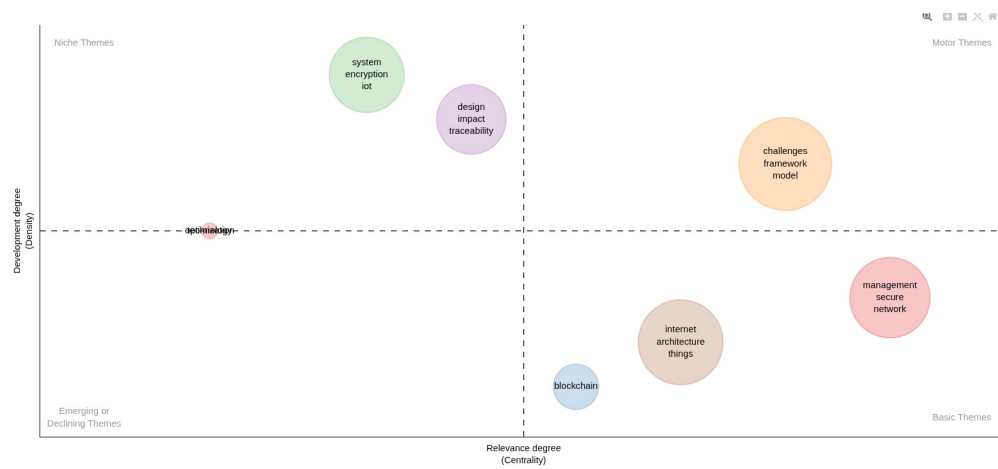 Niche Themes
Motor Themes
system
encryption
iot
design
impact
traceability
challenges
framework
model
Development degree
(Density)
management
secure
network
internet
architecture
things
blockchain
Emerging or
Declining Themes
Basic Themes
Relevance degree
(Centrality)